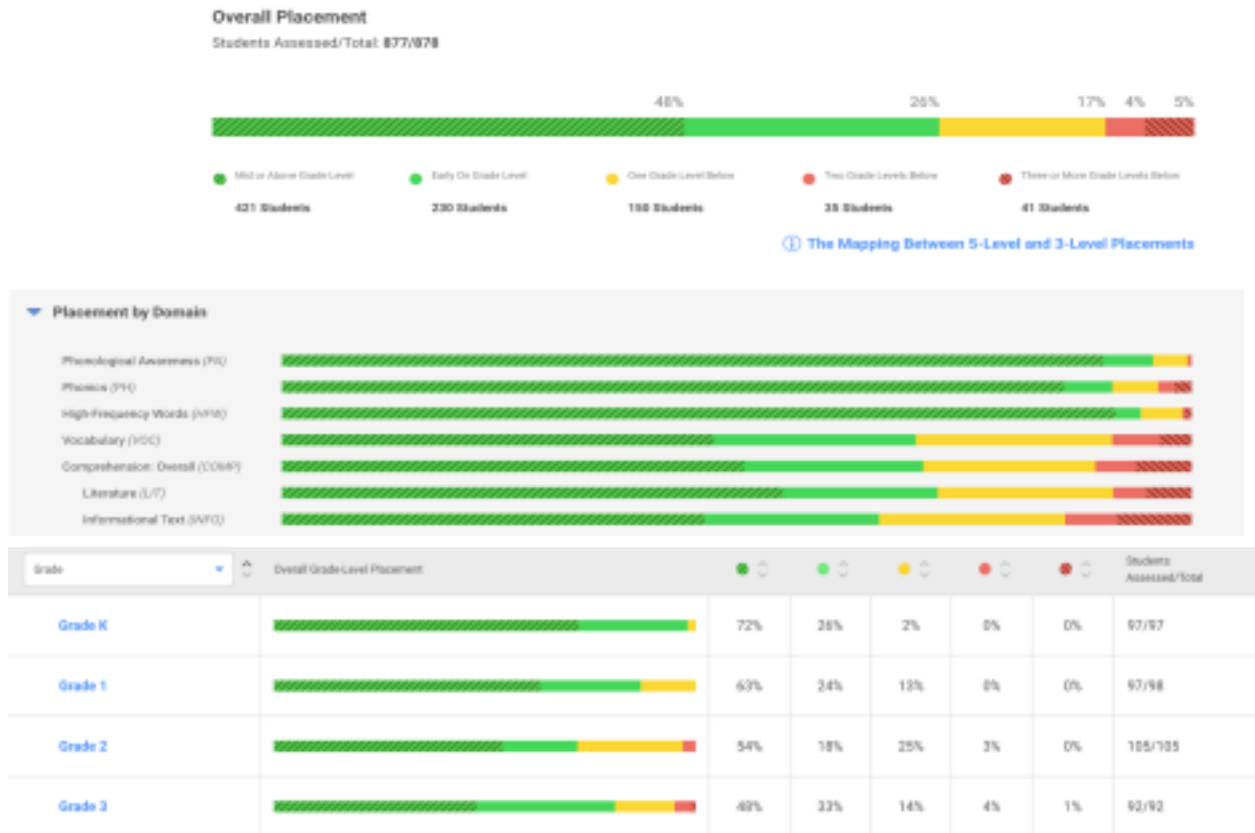 Overall Placement
Students Assessed/Total: 877/878
48% 26% 17% 4% 5%
Mid or Above Grade Level Early On Grade Level One Grade Level Below Two Grade Levels Below Three or More Grade Levels Below
421 Students 230 Students 150 Students 35 Students 41 Students
The Mapping Between 5-Level and 3-Level Placements
Placement by Domain
Phonological Awareness (PA)
Phonics (PH)
High-Frequency Words (HFW)
Vocabulary (VOC)
Comprehension: Overall (COMP)
Literature (LIT)
Informational Text (INFO)
Grade Overall Grade-Level Placement Students
Assessed/Total
Grade K 72% 26% 2% 0% 0% 97/97
Grade 1 63% 24% 13% 0% 0% 97/98
Grade 2 54% 18% 25% 3% 0% 105/105
Grade 3 48% 33% 14% 4% 1% 92/92